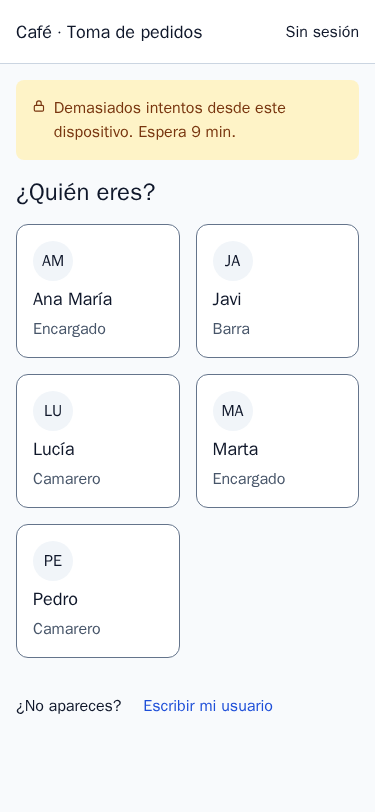 Café · Toma de pedidos
Sin sesión
Demasiados intentos desde este
dispositivo. Espera 9 min.
¿Quién eres?
AM
Ana María
Encargado
JA
Javi
Barra
LU
Lucía
Camarero
MA
Marta
Encargado
PE
Pedro
Camarero
¿No apareces?
Escribir mi usuario